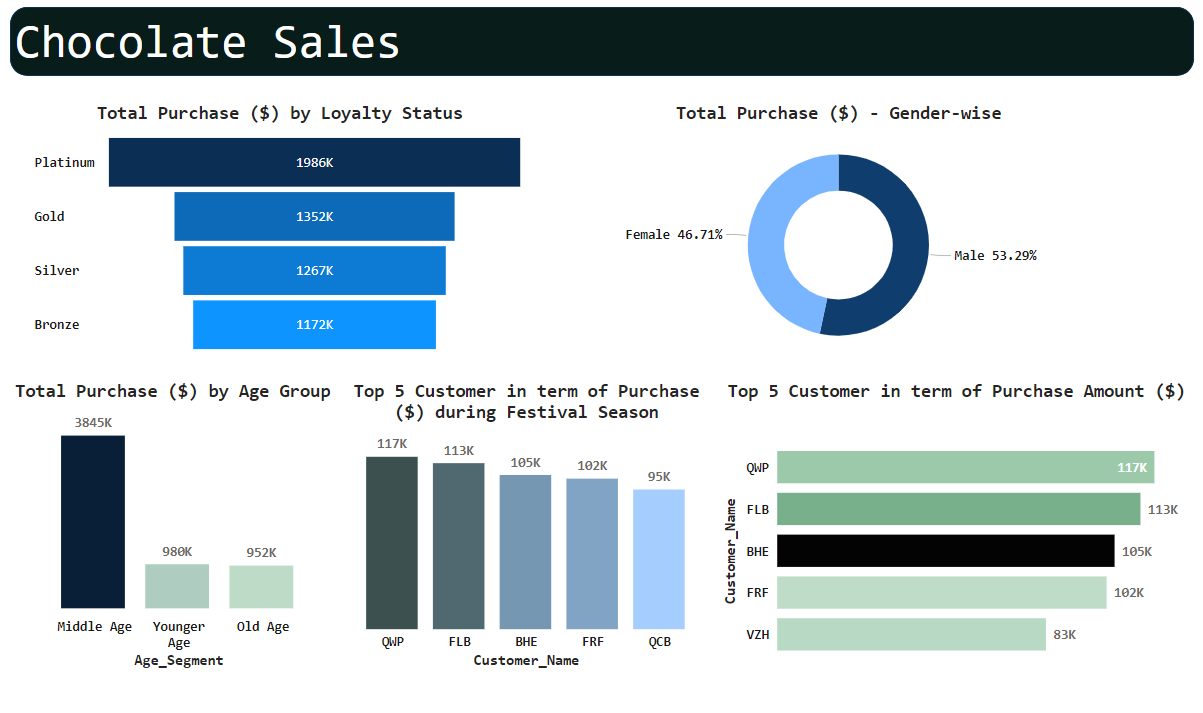 Chocolate Sales
Total Purchase ($) by Loyalty Status
Platinum
1986K
Gold
1352K
Silver
1267K
Bronze
1172K
Total Purchase ($) - Gender-wise
Female 46.71%
Male 53.29%
Total Purchase ($) by Age Group
3845K
980K
952K
Middle Age
Younger
Age
Old Age
Age_Segment
Top 5 Customer in term of Purchase
($) during Festival Season
117K
113K
105K
102K
95K
QWP
FLB
BHE
FRF
QCB
Customer_Name
Top 5 Customer in term of Purchase Amount ($)
Customer_Name
QWP
117K
FLB
113K
BHE
105K
FRF
102K
VZH
83K